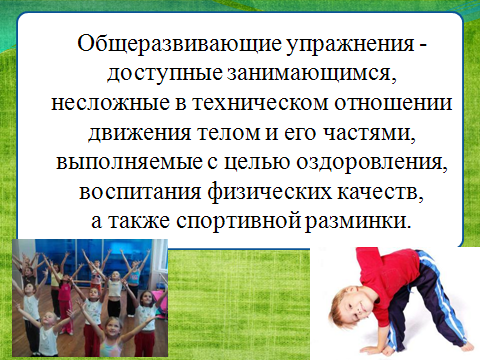 Общеразвивающие упражнения -
доступные занимающимся,
несложные в техническом отношении
движения телом и его частями,
выполняемые с целью оздоровления,
воспитания физических качеств,
а также спортивной разминки.